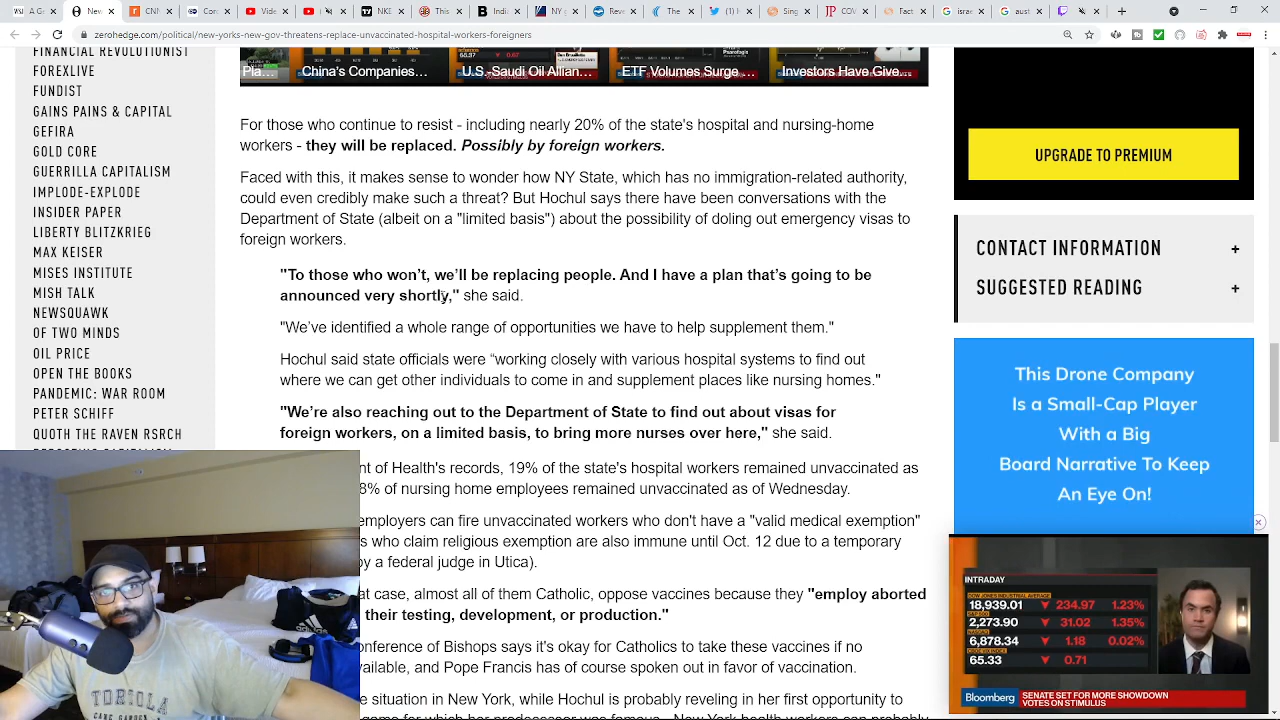 zerohedge.com/political/new-yorks-new-gov-threatens-replace-unvaccinated-hospital-workers-foreigners
FINANCIAL REVOLUTIONIST
FOREXLIVE
FUNDIST
GAINS PAINS & CAPITAL
GEFIRA
GOLD CORE
GUERRILLA CAPITALISM
IMPLODE-EXPLODE
INSIDER PAPER
LIBERTY BLITZKRIEG
MAX KEISER
MISES INSTITUTE
MISH TALK
NEWSQUAWK
OF TWO MINDS
OIL PRICE
OPEN THE BOOKS
PANDEMIC: WAR ROOM
PETER SCHIFF
QUOTH THE RAVEN RSRCH
Pla...
China's Companies...
U.S.-Saudi Oil Allian...
ETF Volumes Surge...
Investors Have Give...
For those who continue to resist - including nearly 20% of the state's hospital and nursing-home
workers - they will be replaced. Possibly by foreign workers.
Faced with this, it makes sense to wonder how NY State, which has no immigration-related authority,
could even credibly make such a threat? But Hochul says there have been conversations with the
Department of State (albeit on a "limited basis") about the possibility of doling out emergency visas to
foreign workers.
"To those who won't, we'll be replacing people. And I have a plan that's going to be
announced very shortly," she said.
"We've identified a whole range of opportunities we have to help supplement them."
Hochul said state officials were “working closely with various hospital systems to find out
where we can get other individuals to come in and supplement places like nursing homes."
"We're also reaching out to the Department of State to find out about visas for
foreign workers, on a limited basis, to bring more nurses over here," she said.
nt of Health's records, 19% of the state's hospital workers remained unvaccinated as
8% of nursing home employees remained unvaccinated as of Wednesday.
employers can fire unvaccinated workers who don't have a "valid medical exemption"
s who claim religious exemption are also immune until Oct. 12 due to a temporary
y a federal judge in Utica).
at case, almost all of them Catholic, oppose vaccines because they "employ aborted
their testing, development, or production."
onference of Bishops says it's okay for Catholics to take these vaccines if no
able, and Pope Francis has of course spoken out in favor of vaccination.
e situation in New York, while Hochul is probably reveling in her first opportunity to
UPGRADE TO PREMIUM
CONTACT INFORMATION +
SUGGESTED READING +
This Drone Company
Is a Small-Cap Player
With a Big
Board Narrative To Keep
An Eye On!
INTRADAY
DOW JONES INDUSTRIAL AVERAGE
18,939.01 234.97 1.23%
S&P 500
2,273.90 31.02 1.35%
NASDAQ
6,878.34 1.18 0.02%
CBOE VIX INDEX
65.33 0.71
Bloomberg
SENATE SET FOR MORE SHOWDOWN
VOTES ON STIMULUS